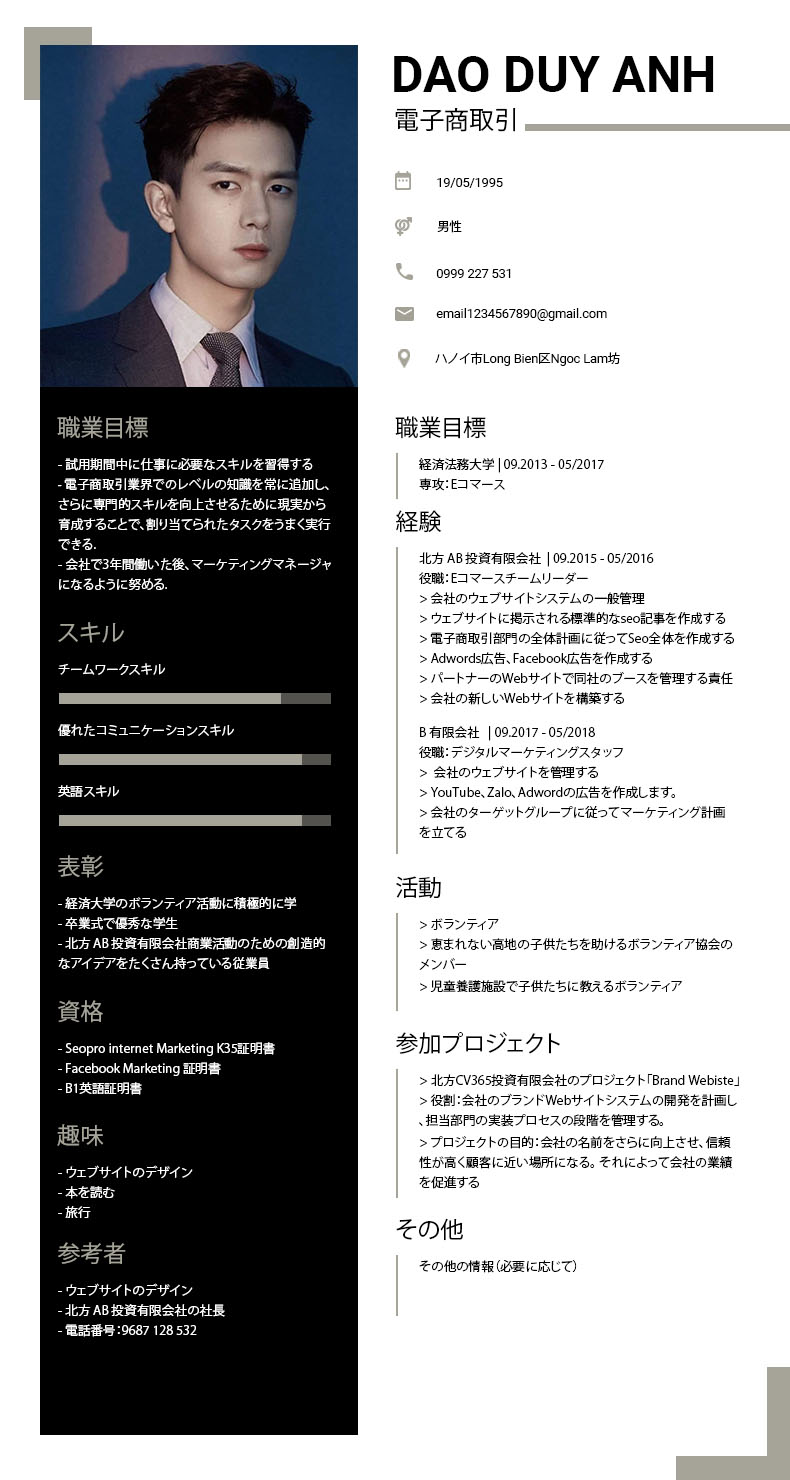 DAO DUY ANH
電子商取引
19/05/1995
男性
0999 227 531
email1234567890@gmail.com
ハノイ市Long Bien区Ngoc Lam坊
職業目標
- 試用期間中に仕事に必要なスキルを習得する
- 電子商取引業界でのレベルの知識を常に追加し、
さらに専門的スキルを向上させるために現実から
育成することで、割り当てられたタスクをうまく実行
できる.
- 会社で3年間働いた後、マーケティングマネージャ
になるように努める.
スキル
チームワークスキル
優れたコミュニケーションスキル
英語スキル
表彰
- 経済大学のボランティア活動に積極的に学
- 卒業式で優秀な学生
- 北方 AB 投資有限会社商業活動のための創造的
なアイデアをたくさん持っている従業員
資格
- Seopro internet Marketing K35証明書
- Facebook Marketing 証明書
- B1英語証明書
趣味
- ウェブサイトのデザイン
- 本を読む
- 旅行
参考者
- ウェブサイトのデザイン
- 北方 AB 投資有限会社の社長
- 電話番号：9687 128 532
職業目標
経済法務大学 | 09.2013 - 05/2017
専攻：Eコマース
経験
北方 AB 投資有限会社 | 09.2015 - 05/2016
役職：Eコマースチームリーダー
> 会社のウェブサイトシステムの一般管理
> ウェブサイトに掲示される標準的なseo記事を作成する
> 電子商取引部門の全体計画に従ってSeo全体を作成する
> Adwords広告、Facebook広告を作成する
> パートナーのWebサイトで同社のブースを管理する責任
> 会社の新しいWebサイトを構築する
B 有限会社 | 09.2017 - 05/2018
役職：デジタルマーケティングスタッフ
> 会社のウェブサイトを管理する
> YouTube、Zalo、Adwordの広告を作成します。
> 会社のターゲットグループに従ってマーケティング計画
を立てる
活動
> ボランティア
> 恵まれない高地の子供たちを助けるボランティア協会の
メンバー
> 児童養護施設で子供たちに教えるボランティア
参加プロジェクト
> 北方CV365投資有限会社のプロジェクト「Brand Webiste」
> 役割：会社のブランドWebサイトシステムの開発を計画し
、担当部門の実装プロセスの段階を管理する。
> プロジェクトの目的：会社の名前をさらに向上させ、信頼
性が高く顧客に近い場所になる。それによって会社の業績
を促進する
その他
その他の情報（必要に応じて）